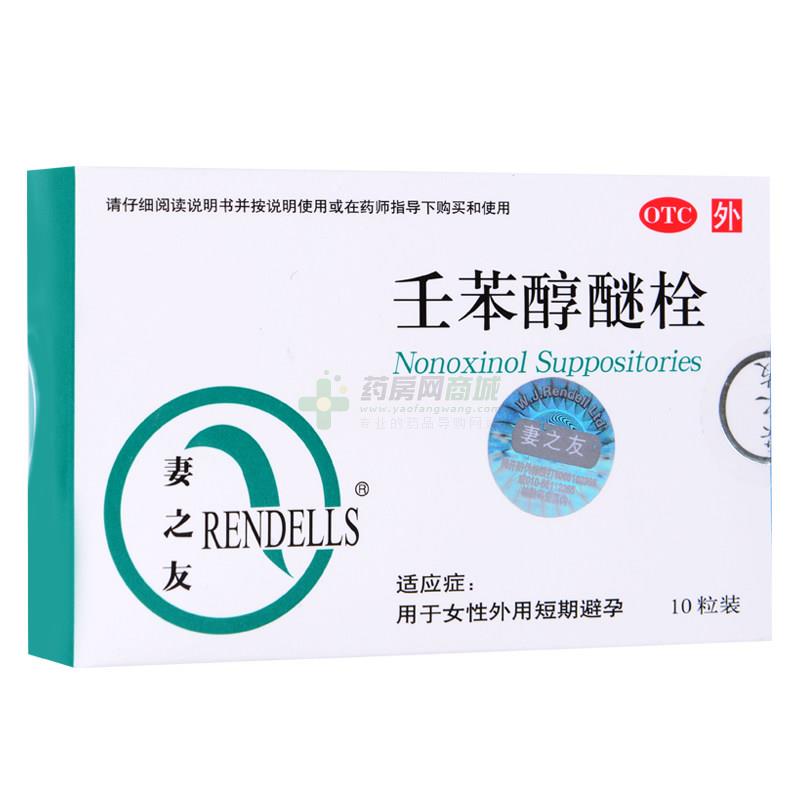 请仔细阅读说明书并按说明使用或在药师指导下购买和使用
OTC 外
壬苯醇醚栓
Nonoxinol Suppositories
药房网商城
www.yaofangwang.com
专业的药品导购网
W.J.Rendell Ltd
妻之友
妻之友
RENDELLS®
适应症：
用于女性外用短期避孕
10粒装